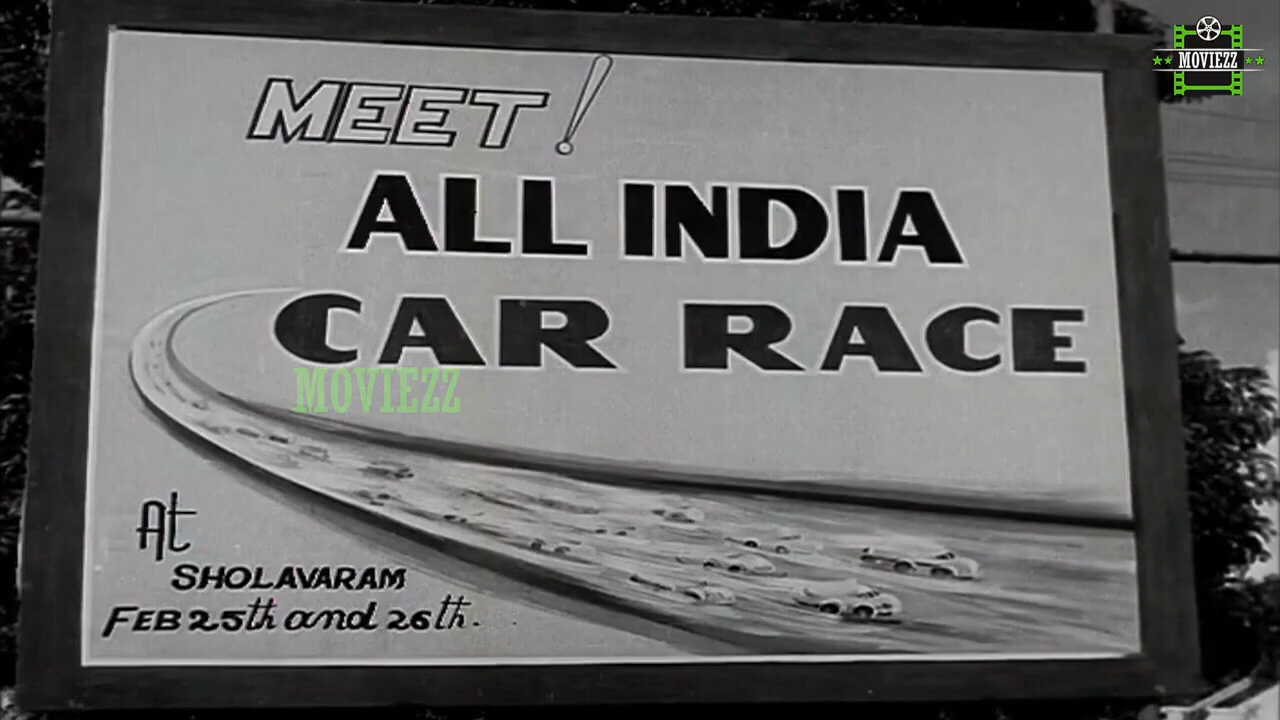 MEET!
ALL INDIA
CAR RACE
At
SHOLAVARAM
FEB 25th and 26th.
MOVIEZZ
MOVIEZZ